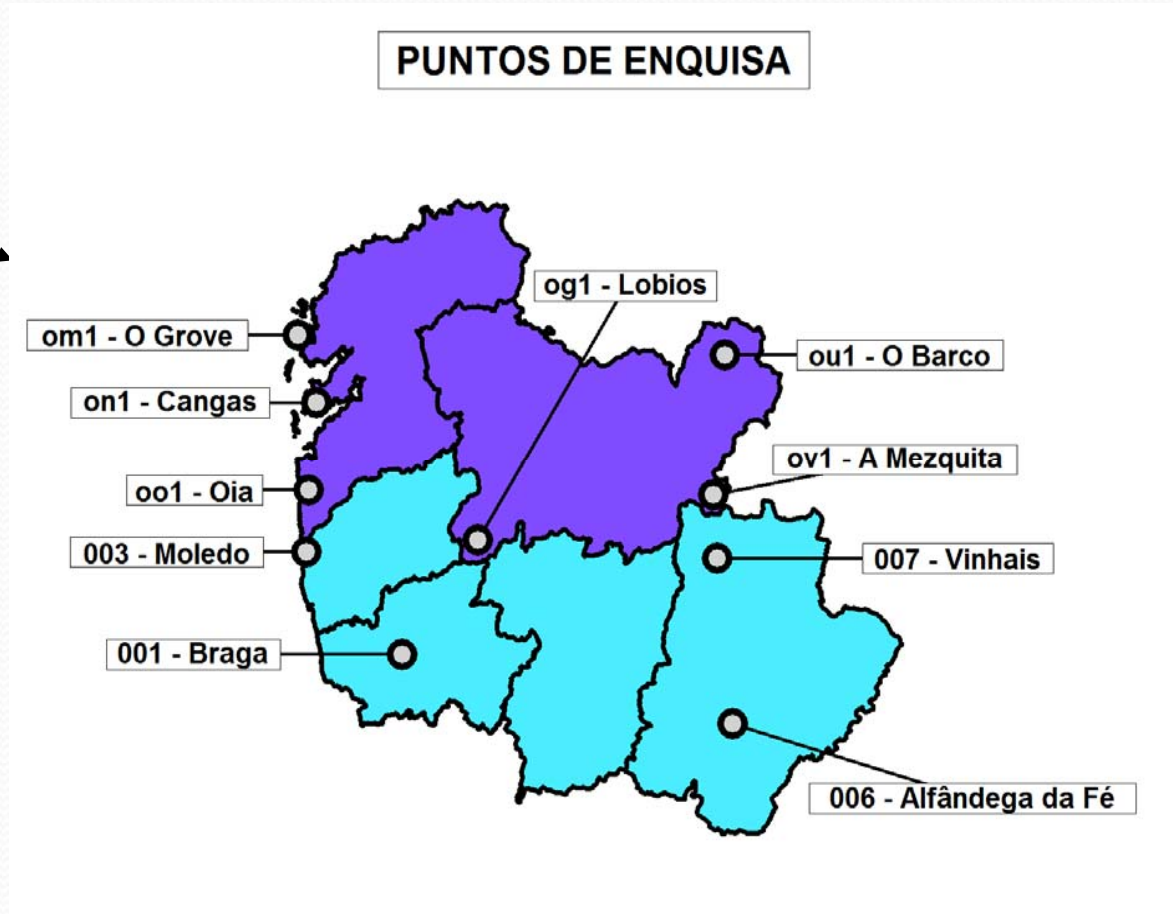 PUNTOS DE ENQUISA
og1 - Lobios
om1 - O Grove
ou1 - O Barco
on1 - Cangas
ov1 - A Mezquita
oo1 - Oia
003 - Moledo
007 - Vinhais
001 - Braga
006 - Alfândega da Fé